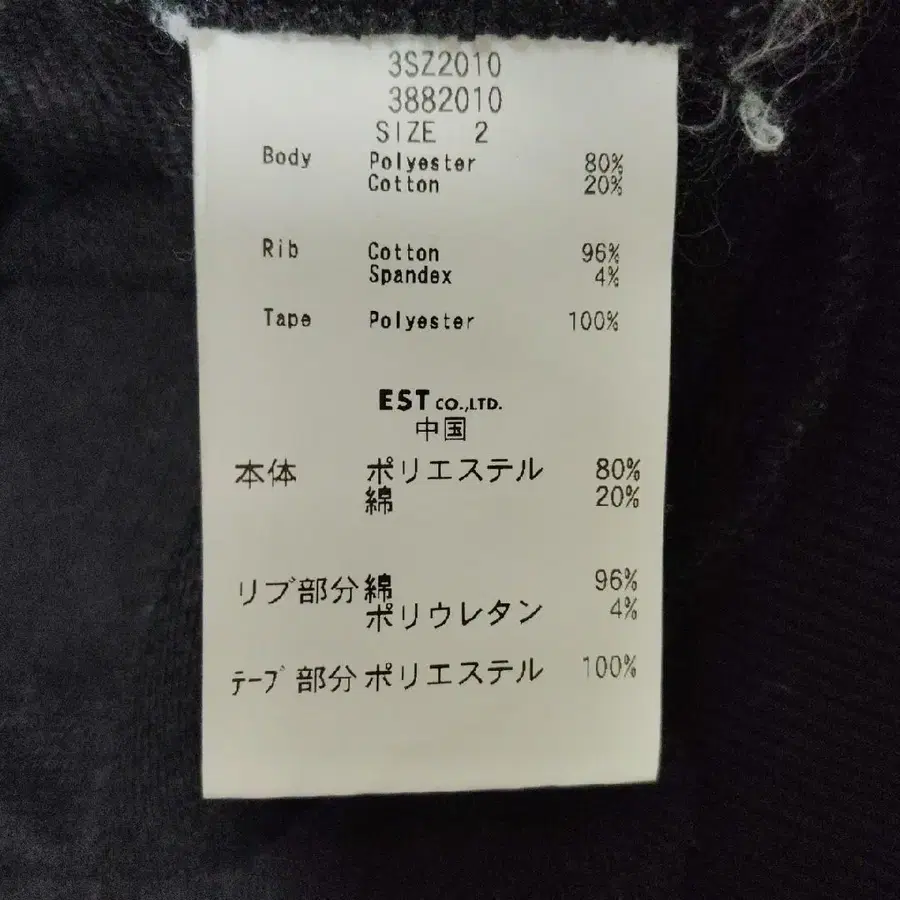 3SZ2010
3882010
SIZE 2
Body Polyester 80%
Cotton 20%
Rib Cotton 96%
Spandex 4%
Tape Polyester 100%
EST CO.,LTD.
中国
本体 ポリエステル 80%
綿 20%
リブ部分 綿 96%
ポリウレタン 4%
テープ部分 ポリエステル 100%